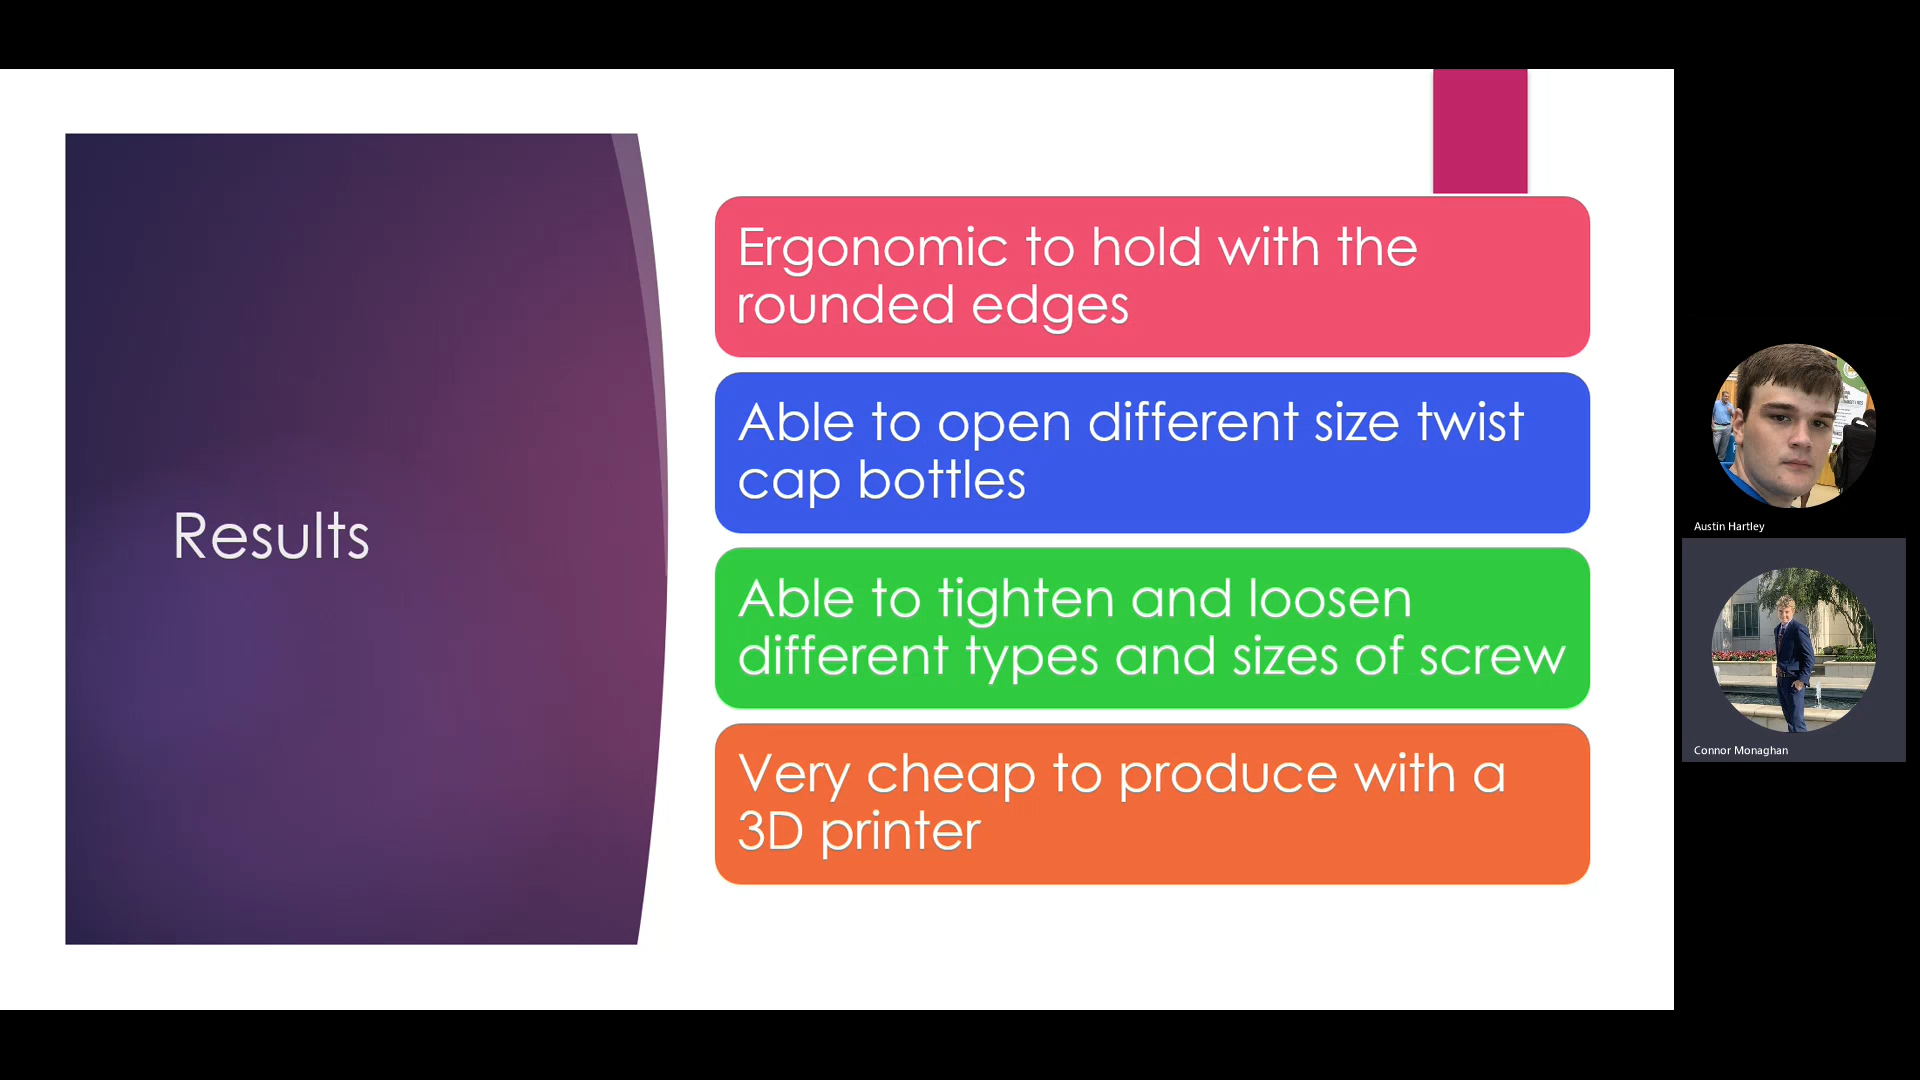 Results
Ergonomic to hold with the
rounded edges
Able to open different size twist
cap bottles
Able to tighten and loosen
different types and sizes of screw
Very cheap to produce with a
3D printer
Austin Hartley
Connor Monaghan